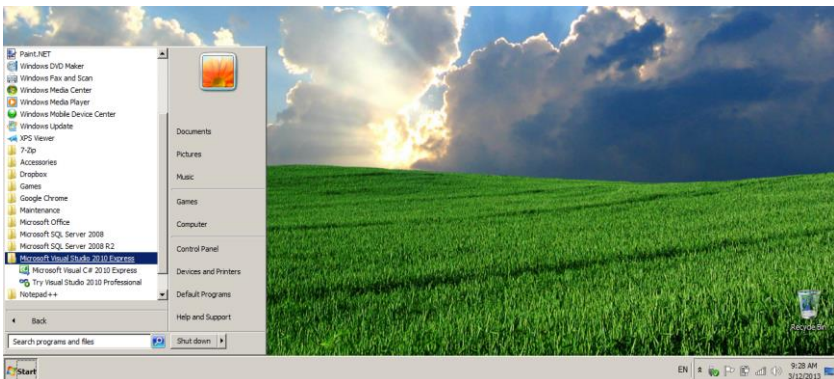 Paint.NET
Windows DVD Maker
Windows Fax and Scan
Windows Media Center
Windows Media Player
Windows Mobile Device Center
Windows Update
XPS Viewer
7-Zip
Accessories
Dropbox
Games
Google Chrome
Maintenance
Microsoft Office
Microsoft SQL Server 2008
Microsoft SQL Server 2008 R2
Microsoft Visual Studio 2010 Express
Microsoft Visual C# 2010 Express
Try Visual Studio 2010 Professional
Notepad++
Back
Search programs and files
Documents
Pictures
Music
Games
Computer
Control Panel
Devices and Printers
Default Programs
Help and Support
Shut down
Recycle Bin
Start
EN
9:28 AM
3/12/2013